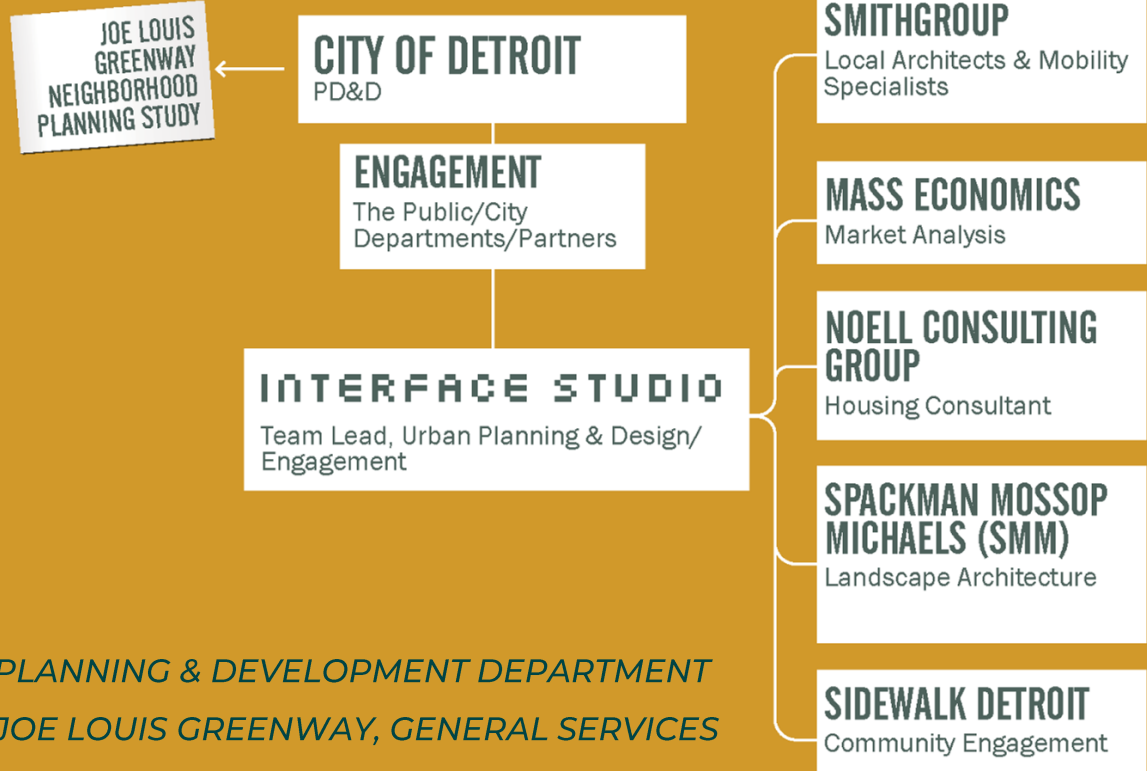 JOE LOUIS
GREENWAY
NEIGHBORHOOD
PLANNING STUDY
CITY OF DETROIT
PD&D
ENGAGEMENT
The Public/City
Departments/Partners
INTERFACE STUDIO
Team Lead, Urban Planning & Design/
Engagement
SMITHGROUP
Local Architects & Mobility
Specialists
MASS ECONOMICS
Market Analysis
NOELL CONSULTING
GROUP
Housing Consultant
SPACKMAN MOSSOP
MICHAELS (SMM)
Landscape Architecture
SIDEWALK DETROIT
Community Engagement
PLANNING & DEVELOPMENT DEPARTMENT
JOE LOUIS GREENWAY, GENERAL SERVICES